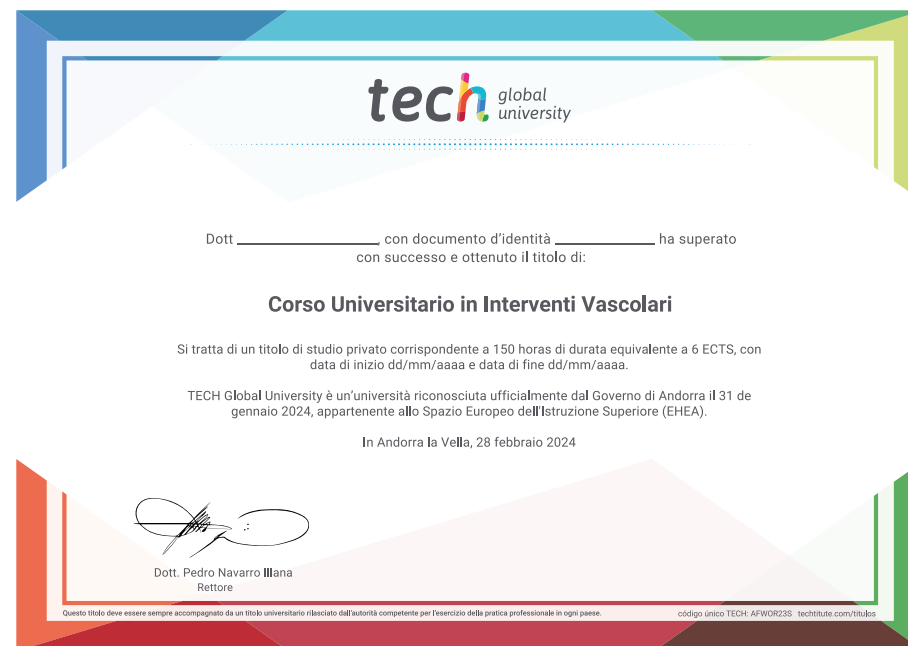 tech global university
Dott ________________, con documento d'identità ______________ ha superato
con successo e ottenuto il titolo di:
Corso Universitario in Interventi Vascolari
Si tratta di un titolo di studio privato corrispondente a 150 horas di durata equivalente a 6 ECTS, con
data di inizio dd/mm/aaaa e data di fine dd/mm/aaaa.
TECH Global University è un'università riconosciuta ufficialmente dal Governo di Andorra il 31 de
gennaio 2024, appartenente allo Spazio Europeo dell'Istruzione Superiore (EHEA).
In Andorra la Vella, 28 febbraio 2024
Dott. Pedro Navarro Illana
Rettore
Questo titolo deve essere sempre accompagnato da un titolo universitario rilasciato dall'autorità competente per l'esercizio della pratica professionale in ogni paese.
código único TECH: AFWOR23S techtitute.com/titulos